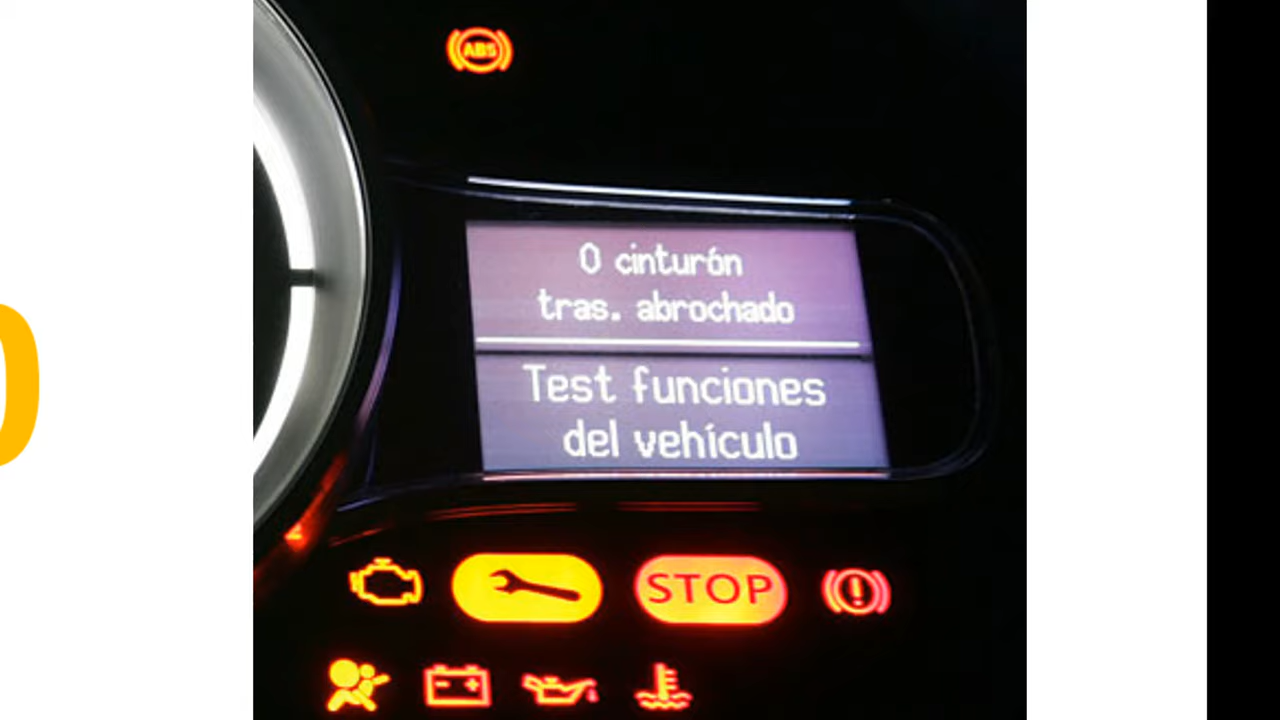 ABS
0 cinturón
tras. abrochado
Test funciones
del vehículo
STOP